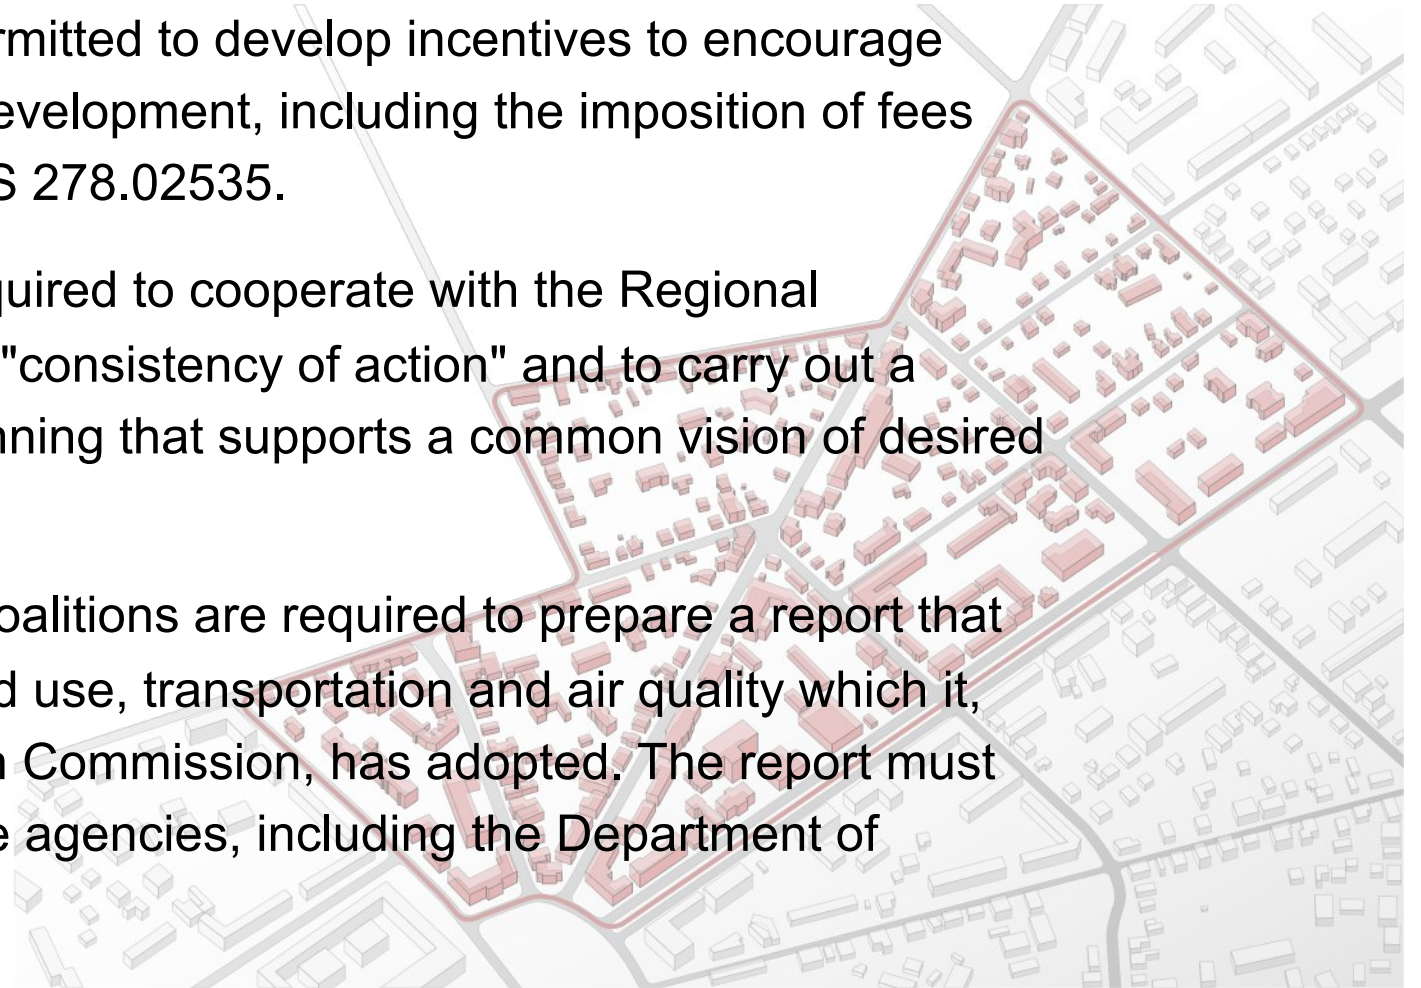 rmitted to develop incentives to encourage
evelopment, including the imposition of fees
S 278.02535.
quired to cooperate with the Regional
"consistency of action" and to carry out a
nning that supports a common vision of desired
oalitions are required to prepare a report that
d use, transportation and air quality which it,
n Commission, has adopted. The report must
e agencies, including the Department of